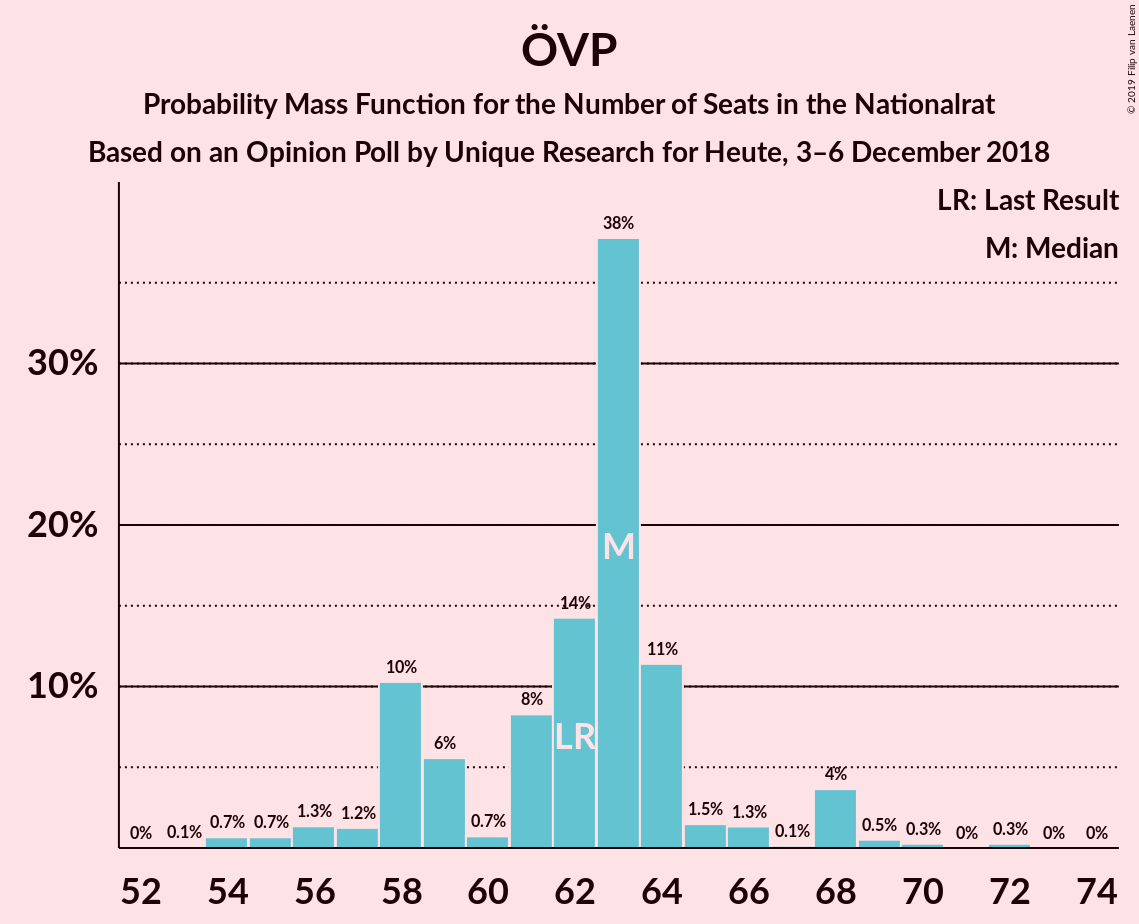 ÖVP
Probability Mass Function for the Number of Seats in the Nationalrat
Based on an Opinion Poll by Unique Research for Heute, 3–6 December 2018
© 2019 Filip van Laenen
LR: Last Result
M: Median
30%
20%
10%
0%
0.1%
0.7%
0.7%
1.3%
1.2%
10%
6%
0.7%
8%
14%
38%
11%
1.5%
1.3%
0.1%
4%
0.5%
0.3%
0%
0.3%
0%
0%
M
LR
52 54 56 58 60 62 64 66 68 70 72 74